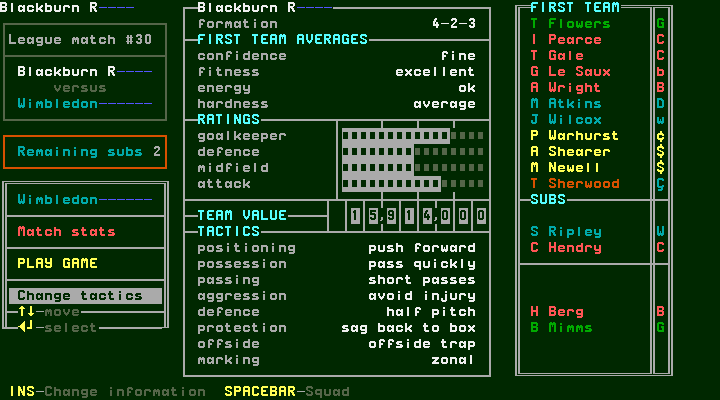 Blackburn R
League match #30
Blackburn R
versus
Wimbledon
Remaining subs 2
Wimbledon
Match stats
PLAY GAME
Change tactics
↑↓ move
select
Blackburn R
formation 4-2-3
FIRST TEAM AVERAGES
confidence fine
fitness excellent
energy ok
hardness average
RATINGS
goalkeeper
defence
midfield
attack
TEAM VALUE 15,914,000
TACTICS
positioning push forward
possession pass quickly
passing short passes
aggression avoid injury
defence half pitch
protection sag back to box
offside offside trap
marking zonal
FIRST TEAM
T Flowers G
I Pearce C
T Gale C
G Le Saux b
A Wright B
M Atkins D
J Wilcox w
P Warhurst ¢
A Shearer $
M Newell $
T Sherwood Ç
SUBS
S Ripley W
C Hendry C
H Berg B
B Mimms G
INS-Change information SPACEBAR-Squad